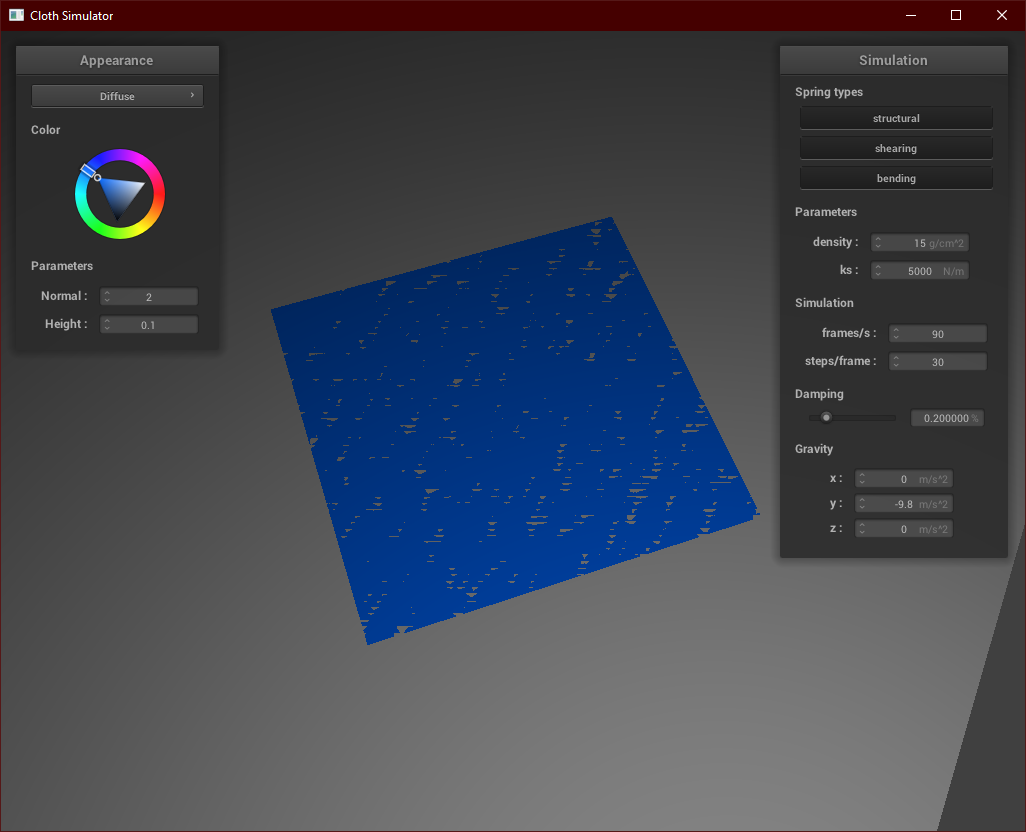 Cloth Simulator
Appearance
Diffuse
Color
Parameters
Normal : 2
Height : 0.1
Simulation
Spring types
structural
shearing
bending
Parameters
density : 15 g/cm^2
ks : 5000 N/m
Simulation
frames/s : 90
steps/frame : 30
Damping
0.200000 %
Gravity
x : 0 m/s^2
y : -9.8 m/s^2
z : 0 m/s^2